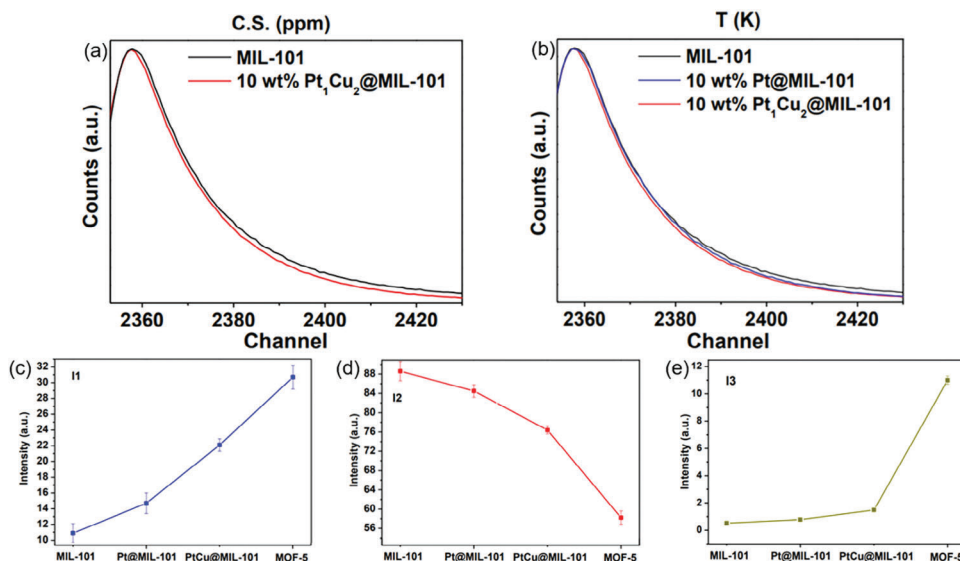 C.S. (ppm)
(a)
MIL-101
10 wt% Pt₁Cu₂@MIL-101
Counts (a.u.)
2360 2380 2400 2420
Channel
T (K)
(b)
MIL-101
10 wt% Pt@MIL-101
10 wt% Pt₁Cu₂@MIL-101
Counts (a.u.)
2360 2380 2400 2420
Channel
(c)
I1
Intensity (a.u.)
32
30
28
26
24
22
20
18
16
14
12
10
MIL-101 Pt@MIL-101 PtCu@MIL-101 MOF-5
(d)
I2
Intensity (a.u.)
88
84
80
76
72
68
64
60
56
MIL-101 Pt@MIL-101 PtCu@MIL-101 MOF-5
(e)
I3
Intensity (a.u.)
12
10
8
6
4
2
0
MIL-101 Pt@MIL-101 PtCu@MIL-101 MOF-5